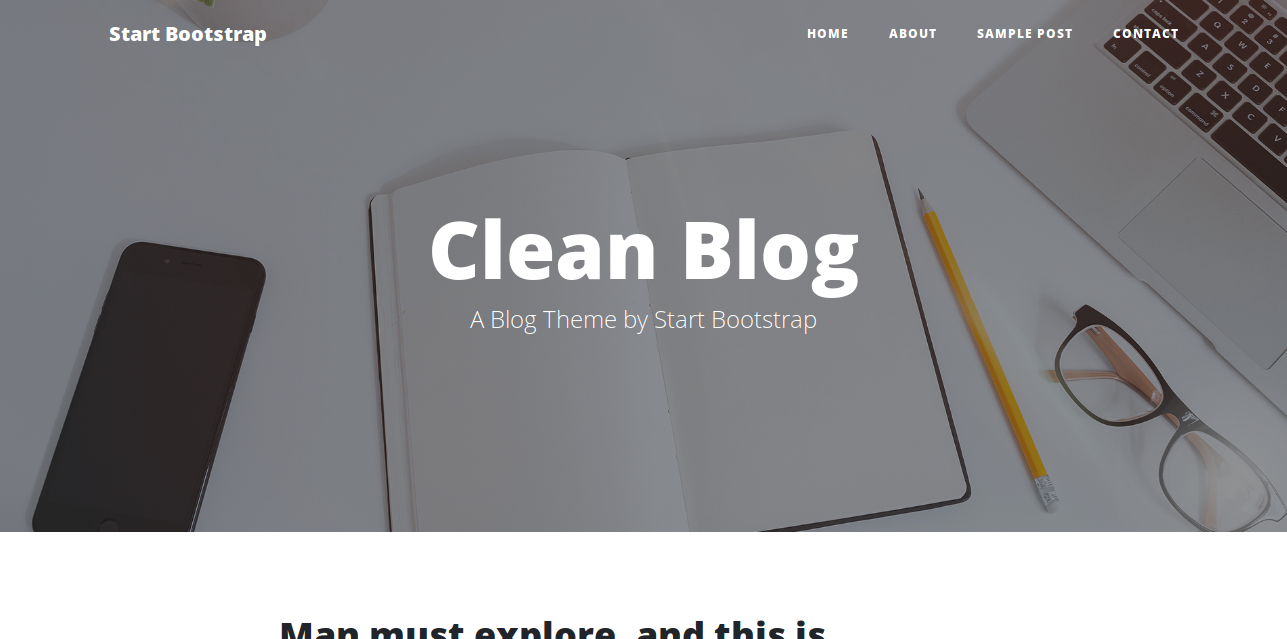 Start Bootstrap
HOME
ABOUT
SAMPLE POST
CONTACT
Clean Blog
A Blog Theme by Start Bootstrap
Man must explore, and this is